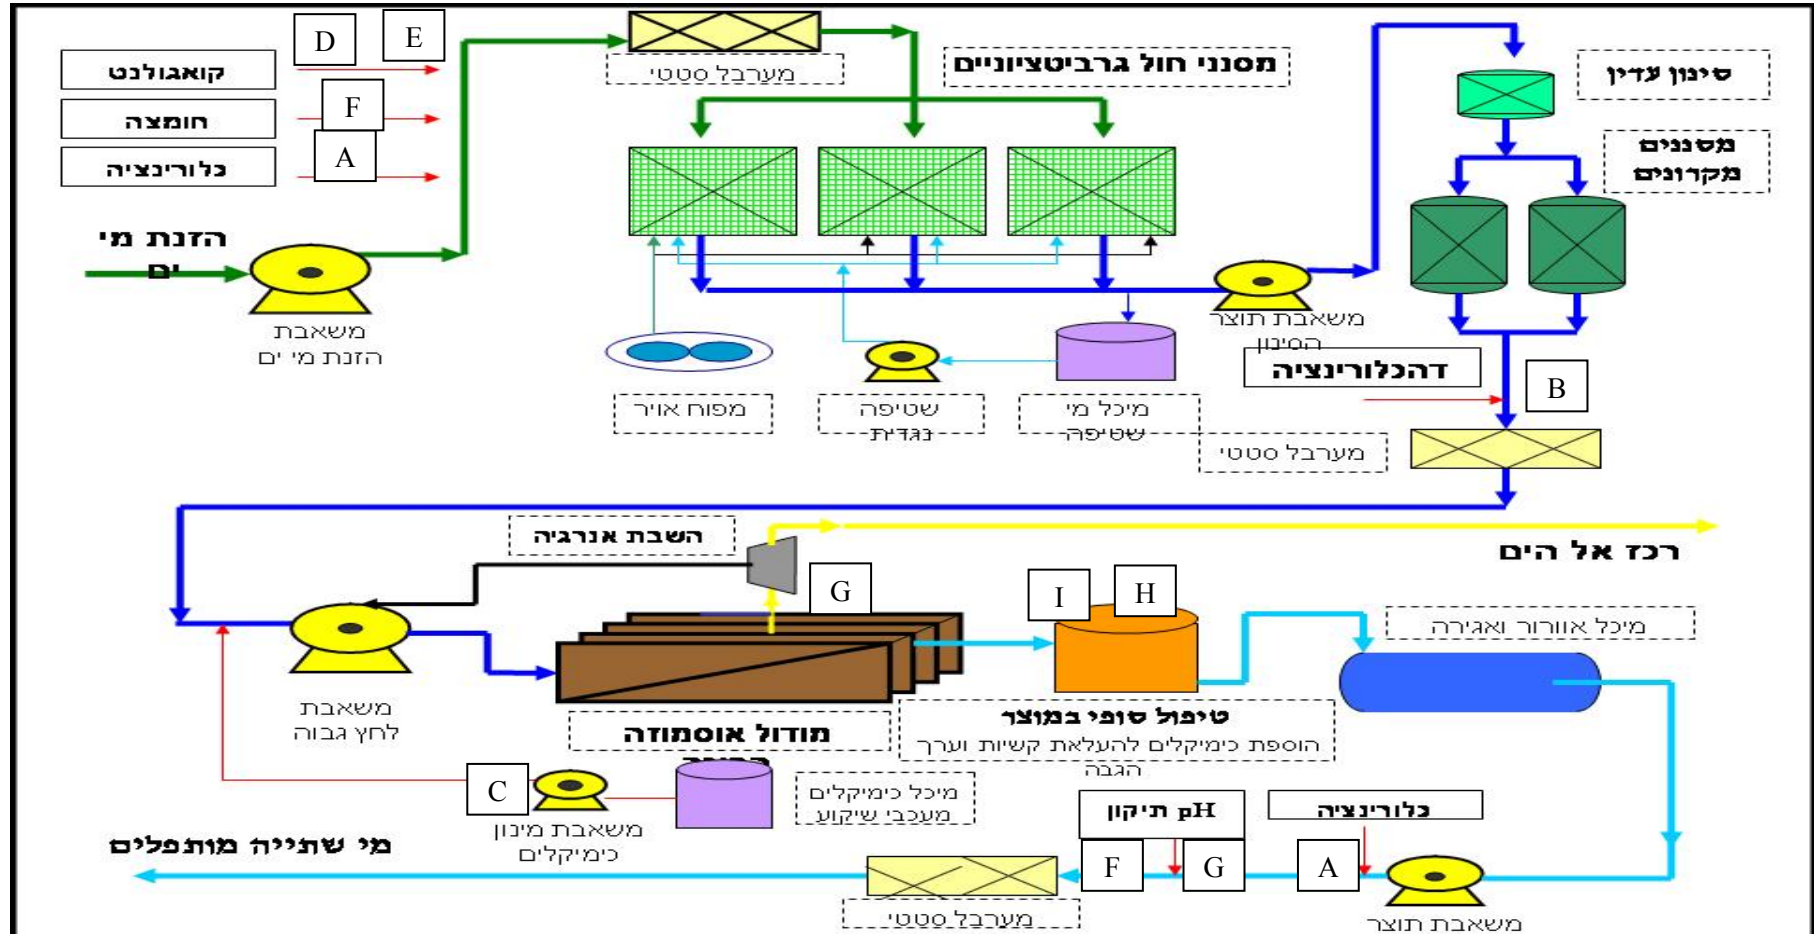 D
E
קואגולנט
F
חומצה
A
כלורינציה
הזנת מי
ים
משאבת
הזנת מי ים
מערבל סטטי
מסנני חול גרביטציוניים
סינון עדין
מסננים
מקרונים
משאבת תוצר
הסינון
מפוח אויר
שטיפה
נגדית
מיכל מי
שטיפה
דהכלורינציה
B
מערבל סטטי
השבת אנרגיה
רכז אל הים
G
I
H
מיכל אוורור ואגירה
משאבת
לחץ גבוה
מודול אוסמוזה
טיפול סופי במוצר
הוספת כימיקלים להעלאת קשיות וערך
הגבה
C
משאבת מינון
כימיקלים
מיכל כימיקלים
מעכבי שיקוע
תיקון pH
כלורינציה
F
G
A
מי שתייה מותפלים
מערבל סטטי
משאבת תוצר